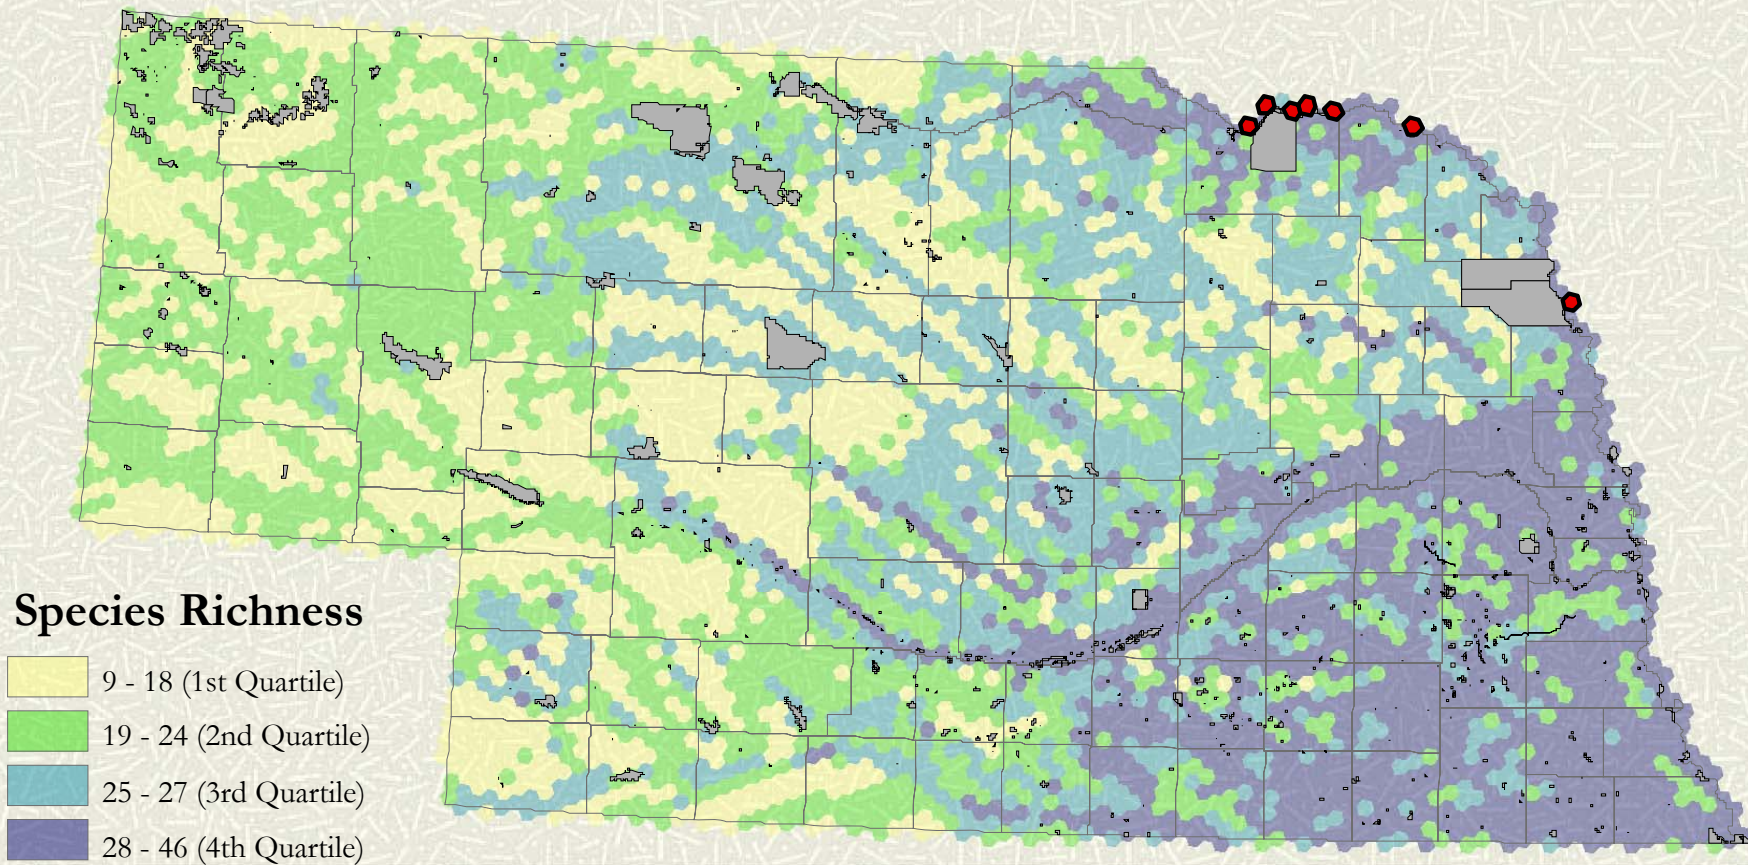 Species Richness
9 - 18 (1st Quartile)
19 - 24 (2nd Quartile)
25 - 27 (3rd Quartile)
28 - 46 (4th Quartile)